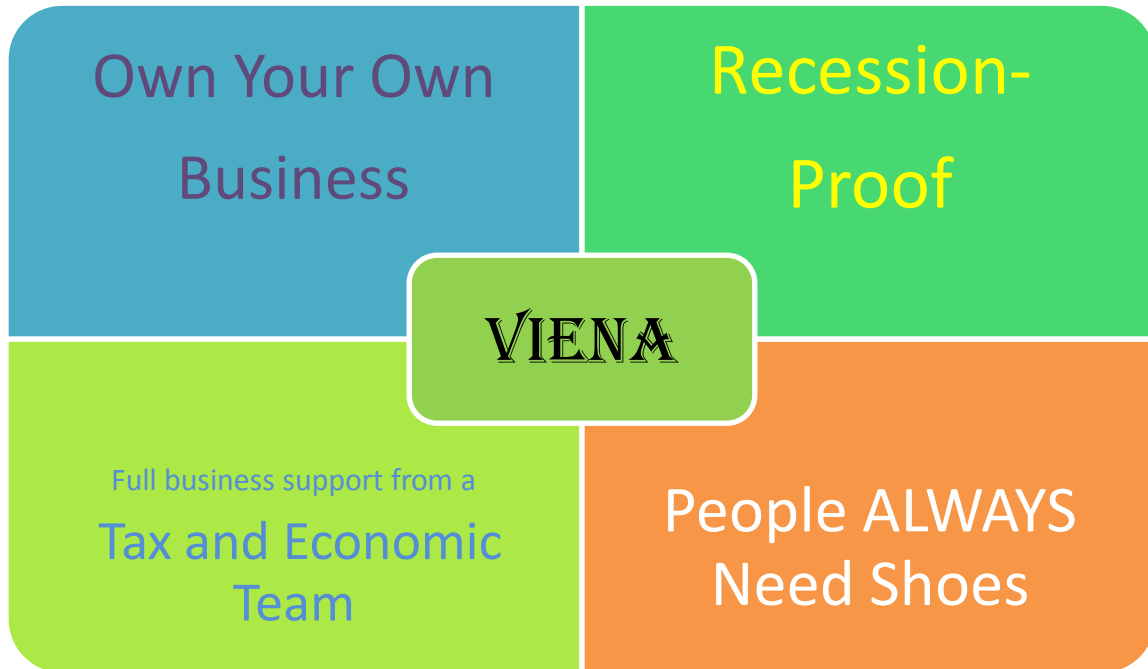 Own Your Own
Business
Recession-
Proof
VIENA
Full business support from a
Tax and Economic
Team
People ALWAYS
Need Shoes